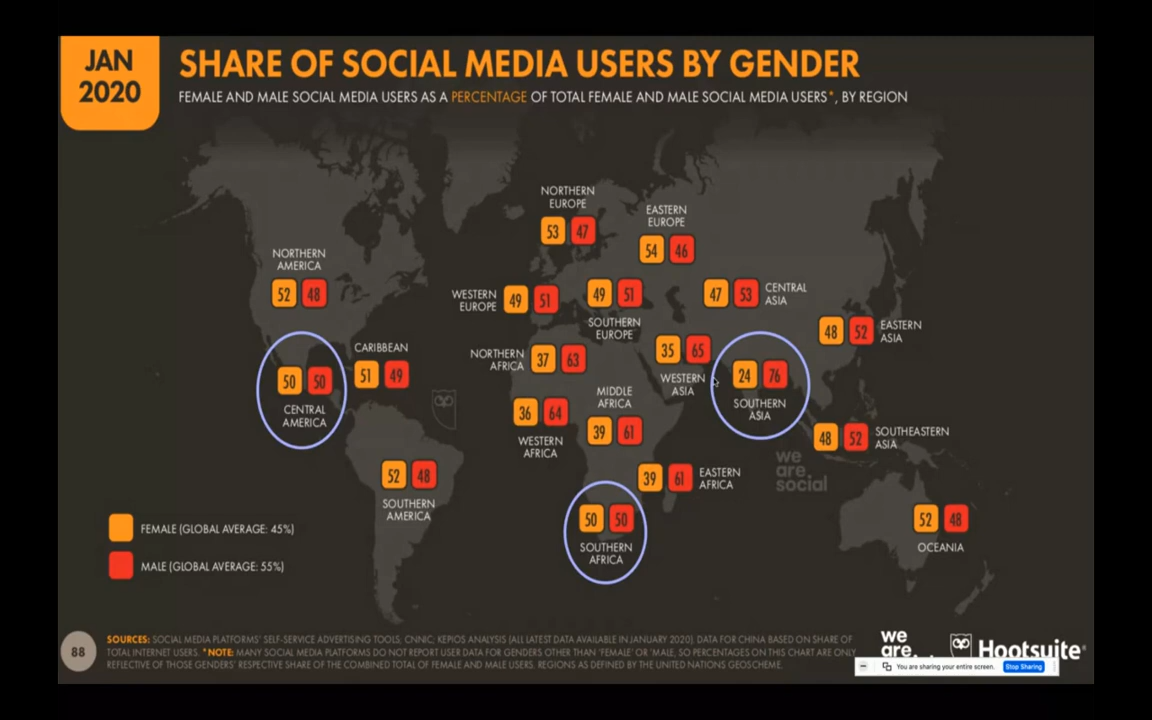 JAN
2020
SHARE OF SOCIAL MEDIA USERS BY GENDER
FEMALE AND MALE SOCIAL MEDIA USERS AS A PERCENTAGE OF TOTAL FEMALE AND MALE SOCIAL MEDIA USERS*, BY REGION
NORTHERN
EUROPE
53 47
EASTERN
EUROPE
54 46
NORTHERN
AMERICA
52 48
WESTERN
EUROPE
49 51
49 51
SOUTHERN
EUROPE
47 53
CENTRAL
ASIA
48 52
EASTERN
ASIA
CARIBBEAN
51 49
50 50
CENTRAL
AMERICA
NORTHERN
AFRICA
37 63
35 65
WESTERN
ASIA
24 76
SOUTHERN
ASIA
36 64
WESTERN
AFRICA
MIDDLE
AFRICA
39 61
48 52
SOUTHEASTERN
ASIA
we
are.
social
52 48
SOUTHERN
AMERICA
39 61
EASTERN
AFRICA
50 50
SOUTHERN
AFRICA
52 48
OCEANIA
FEMALE (GLOBAL AVERAGE: 45%)
MALE (GLOBAL AVERAGE: 55%)
88
SOURCES: SOCIAL MEDIA PLATFORMS' SELF-SERVICE ADVERTISING TOOLS; CNNIC; KEPIOS ANALYSIS (ALL LATEST DATA AVAILABLE IN JANUARY 2020). DATA FOR CHINA BASED ON SHARE OF
TOTAL INTERNET USERS. *NOTE: MANY SOCIAL MEDIA PLATFORMS DO NOT REPORT USER DATA FOR GENDERS OTHER THAN 'FEMALE' OR 'MALE, SO PERCENTAGES ON THIS CHART ARE ONLY
REFLECTIVE OF THOSE GENDERS' RESPECTIVE SHARE OF THE COMBINED TOTAL OF FEMALE AND MALE USERS. REGIONS AS DEFINED BY THE UNITED NATIONS GEOSCHEME.
we
are.
Hootsuite®
You are sharing your entire screen.
Stop Sharing